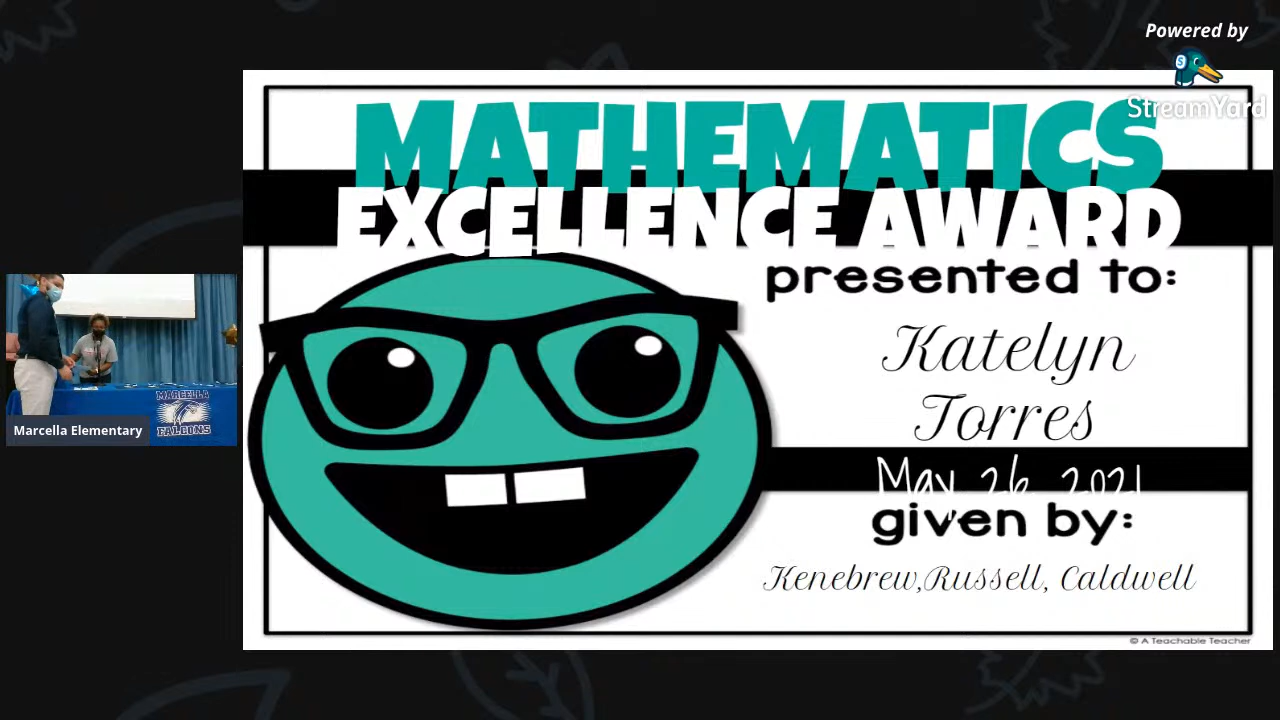 Powered by
StreamYard
MATHEMATICS
EXCELLENCE AWARD
presented to:
Katelyn
Torres
May 26, 2021
given by:
Kenebrew,Russell, Caldwell
© A Teachable Teacher
MARCELLA
FALCONS
Marcella Elementary